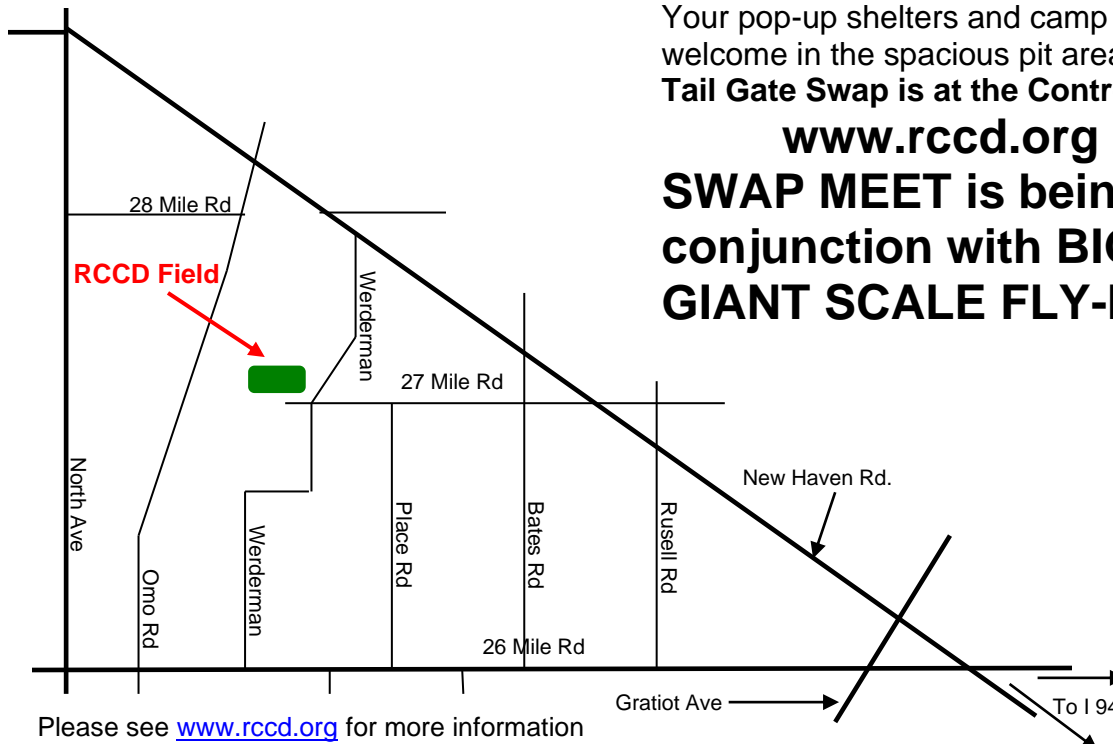 Your pop-up shelters and camp
welcome in the spacious pit area
Tail Gate Swap is at the Contr
www.rccd.org
SWAP MEET is bein
conjunction with BIG
GIANT SCALE FLY-
28 Mile Rd
RCCD Field
Werderman
27 Mile Rd
North Ave
New Haven Rd.
Omo Rd
Werderman
Place Rd
Bates Rd
Rusell Rd
26 Mile Rd
Gratiot Ave
To I 94
Please see www.rccd.org for more information